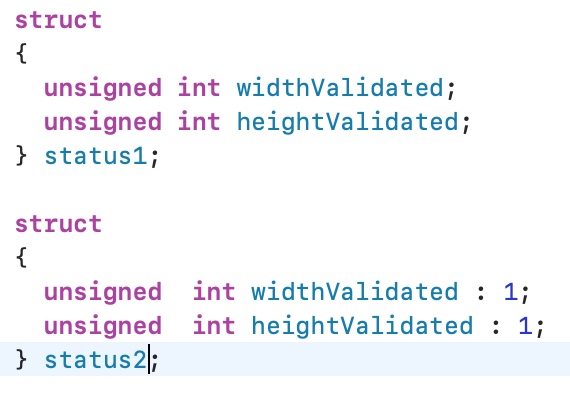 struct
{
  unsigned int widthValidated;
  unsigned int heightValidated;
} status1;

struct
{
  unsigned  int widthValidated : 1;
  unsigned  int heightValidated : 1;
} status2;